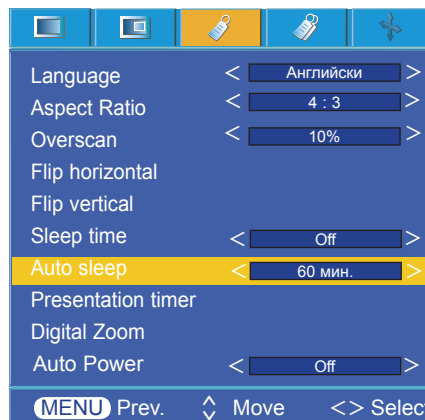 Language < Английски >
Aspect Ratio < 4 : 3 >
Overscan < 10% >
Flip horizontal
Flip vertical
Sleep time < Off >
Auto sleep < 60 мин. >
Presentation timer
Digital Zoom
Auto Power < Off >
MENU Prev. Move <> Selec